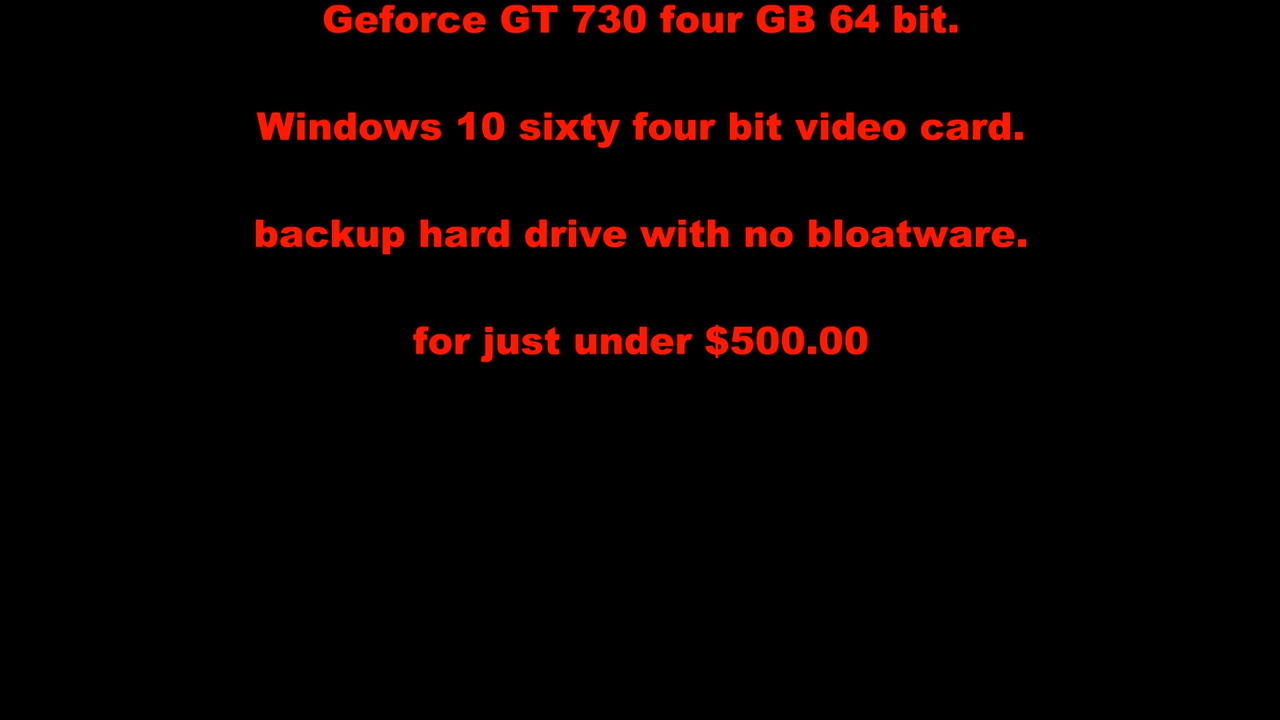 Geforce GT 730 four GB 64 bit.
Windows 10 sixty four bit video card.
backup hard drive with no bloatware.
for just under $500.00